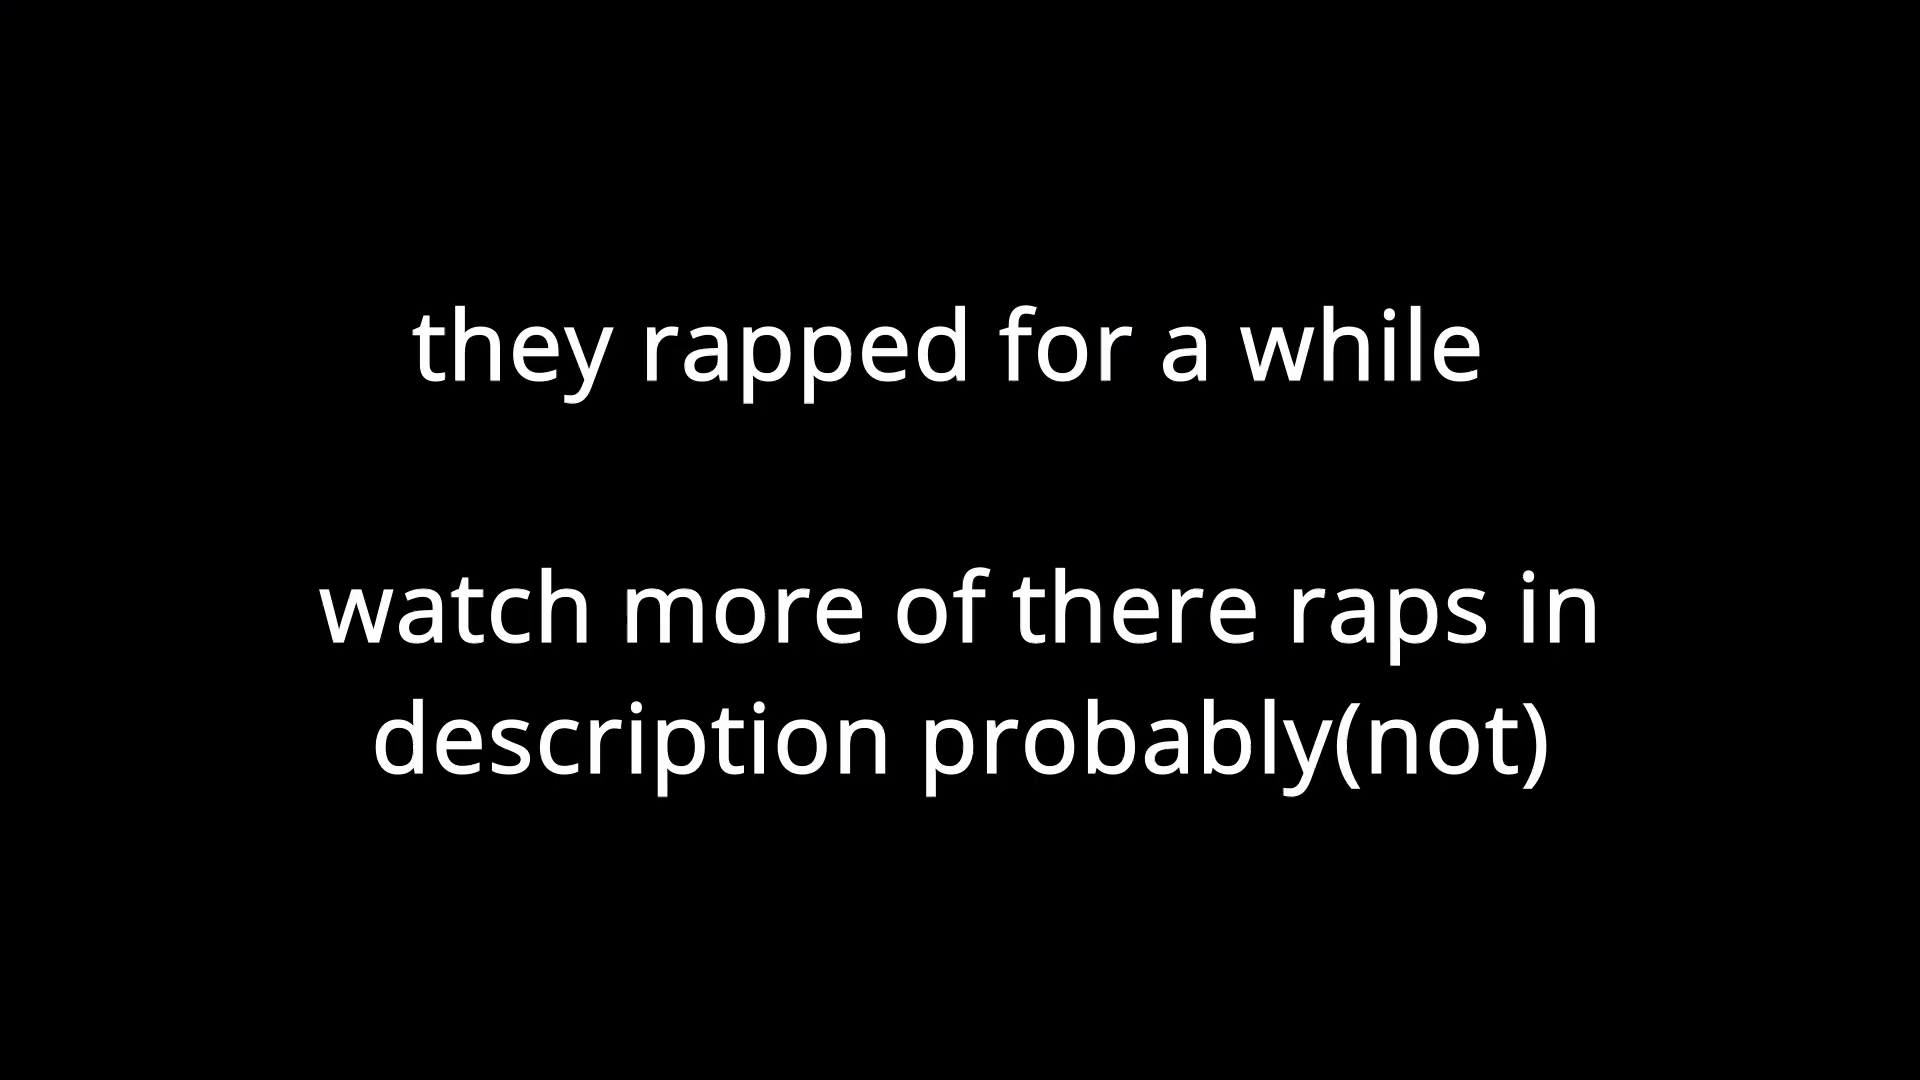 they rapped for a while
watch more of there raps in
description probably(not)